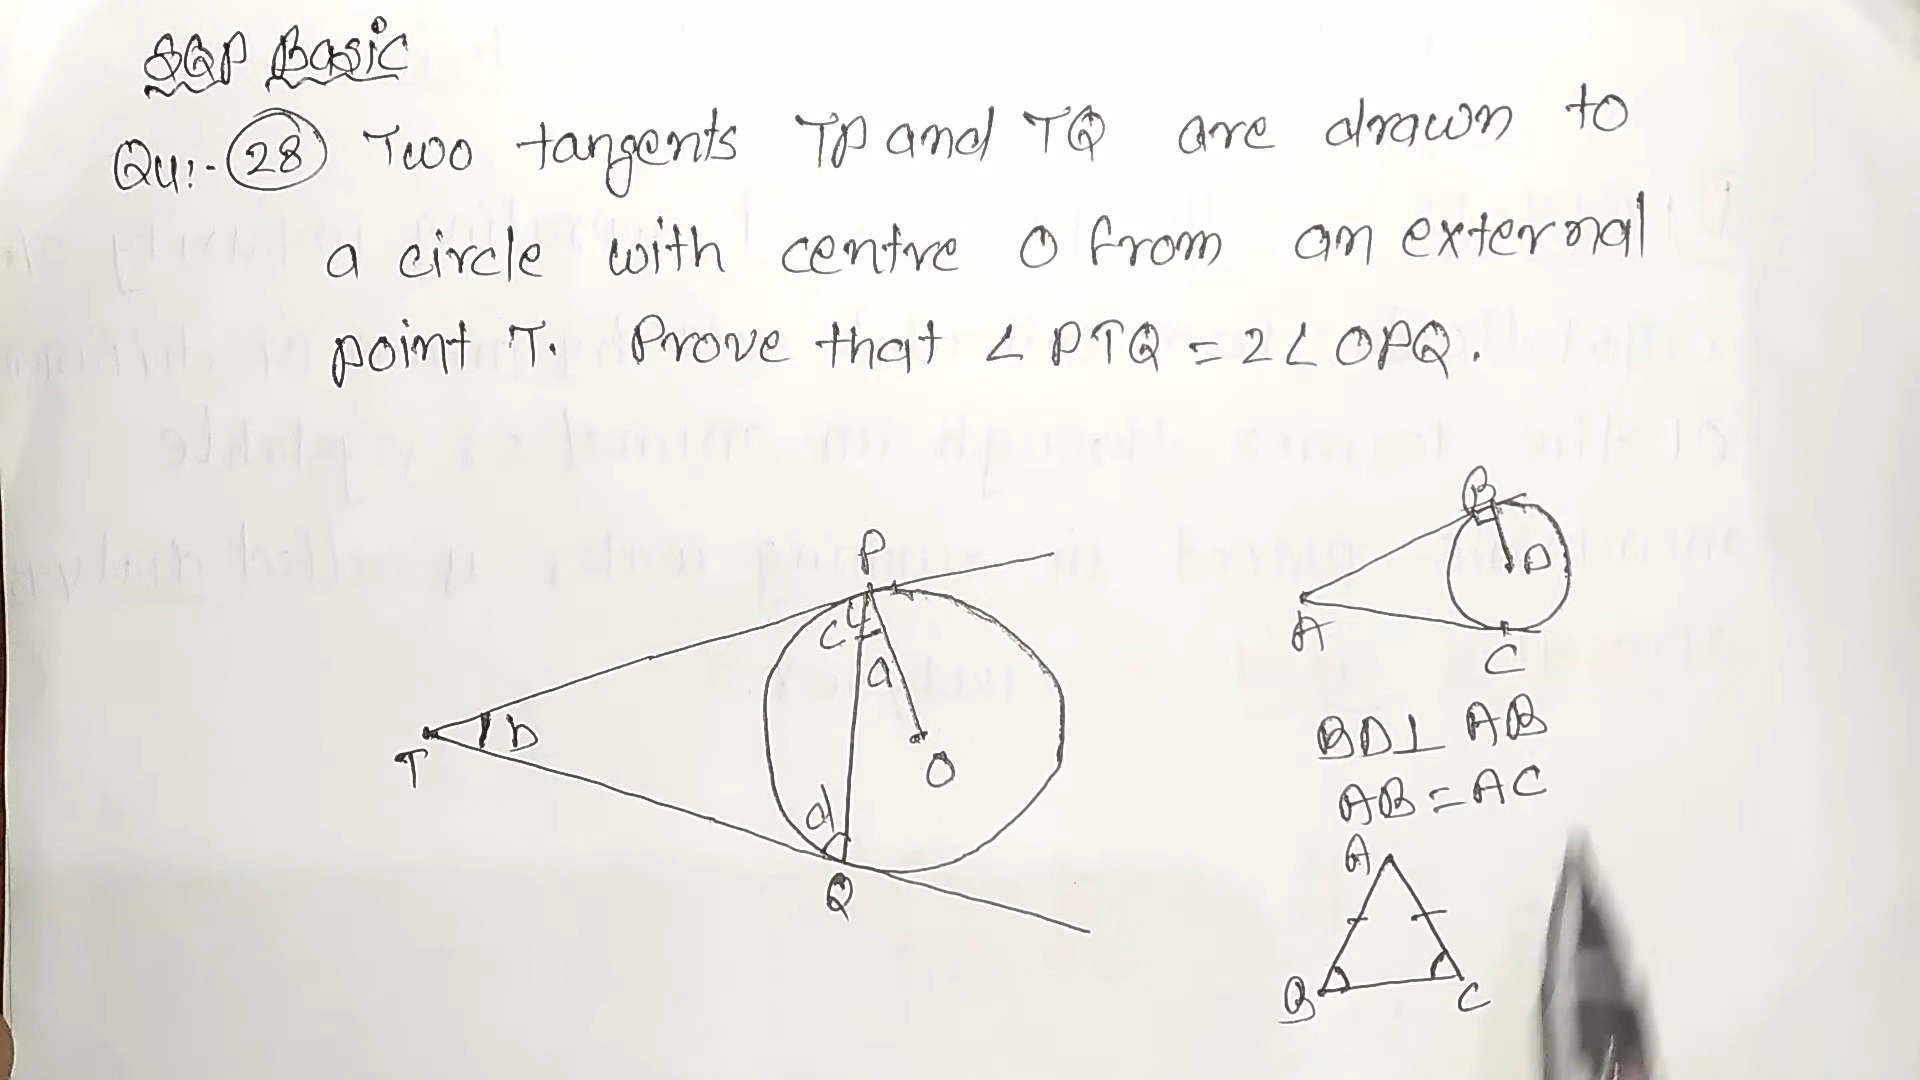 SQP Basic
Qu:- 28 Two tangents TP and TQ are drawn to
a circle with centre O from an external
point T. Prove that ∠PTQ = 2∠OPQ.
P
C
a
b
T
O
d
Q
B
D
A
C
BD⊥ AB
AB = AC
A
B
C